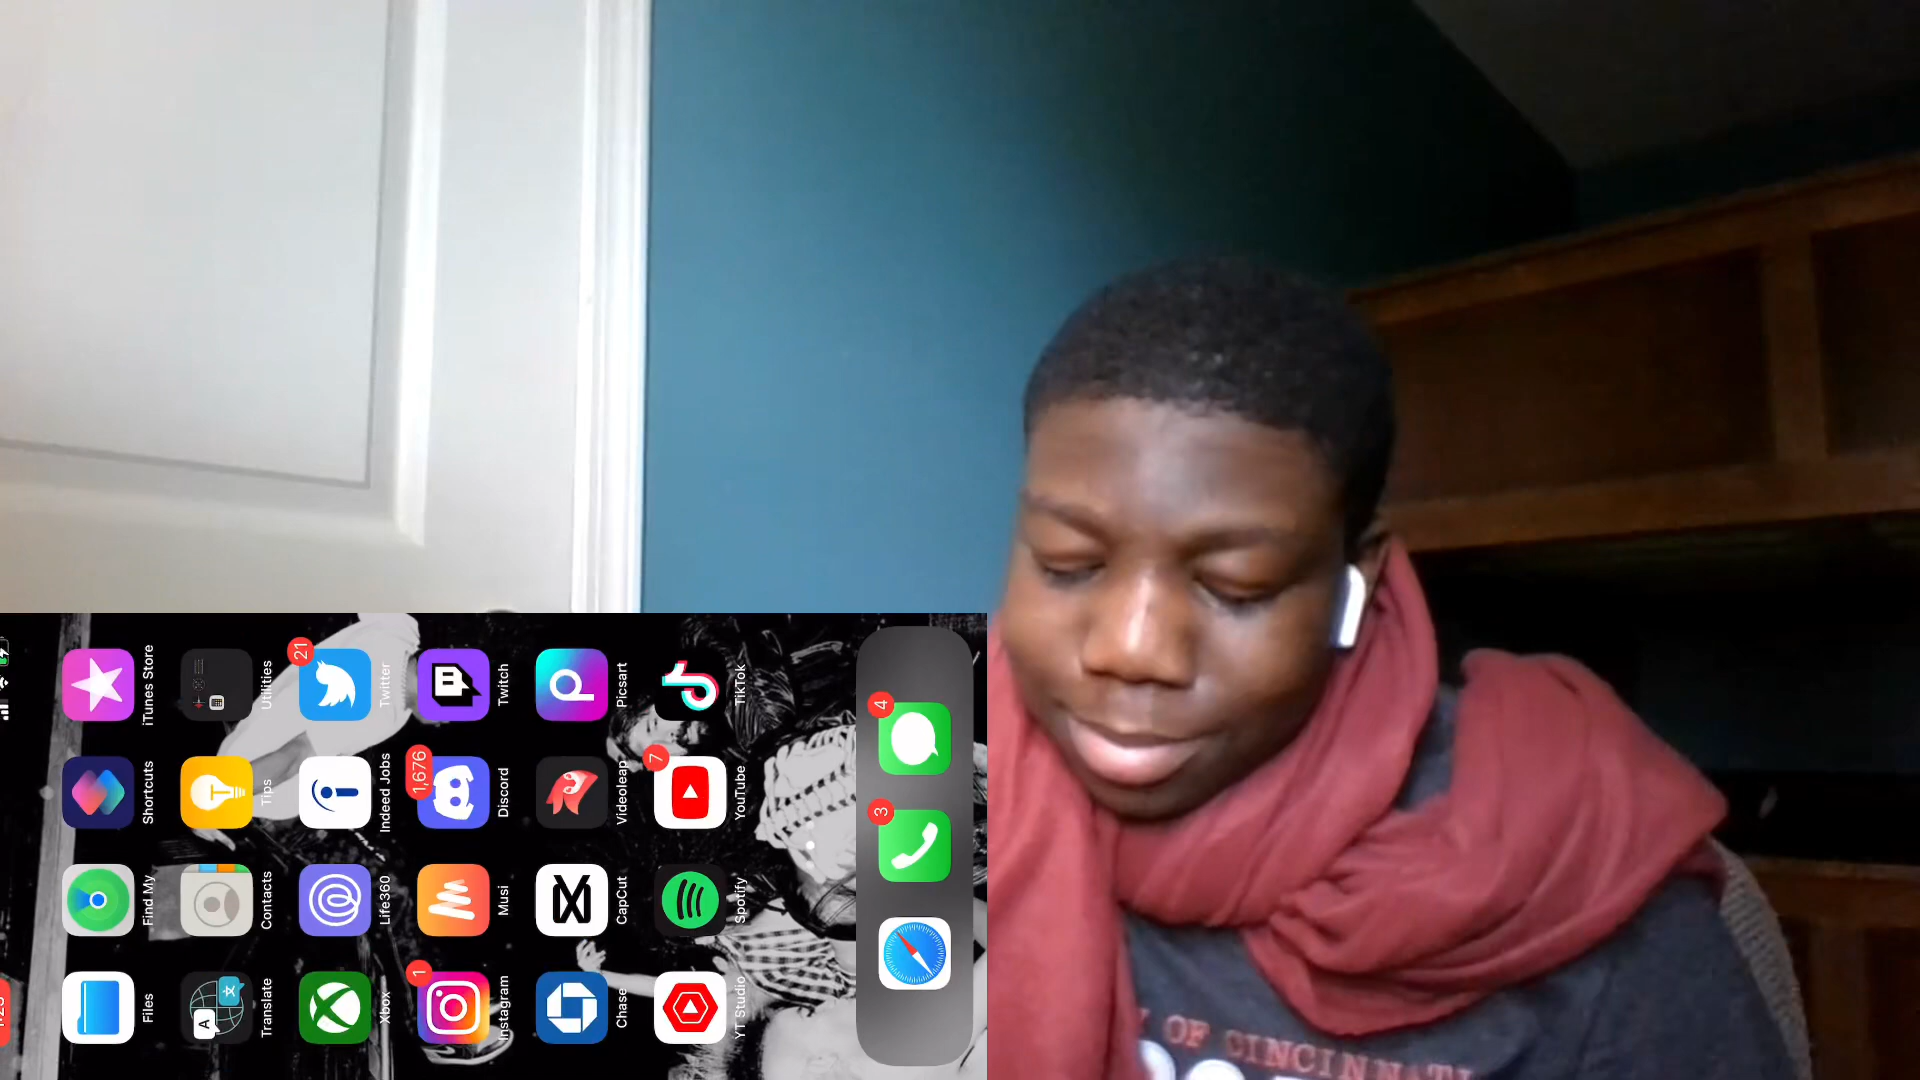 iTunes Store
Utilities
21
Twitter
Twitch
Picsart
TikTok
4
Shortcuts
Tips
Indeed Jobs
1,676
Discord
Videoleap
7
YouTube
3
Find My
Contacts
Life360
Musi
CapCut
Spotify
Files
A
文
Translate
Xbox
1
Instagram
Chase
YT Studio
OF CINCINNATI